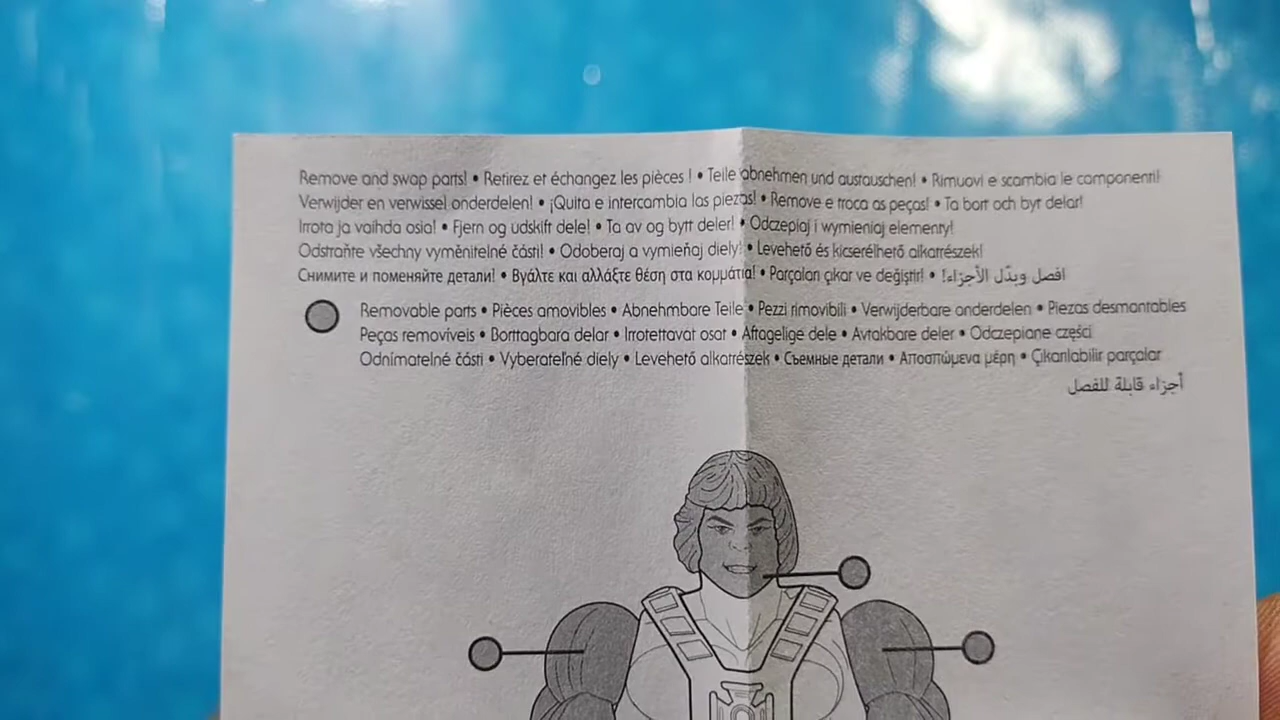 Remove and swap parts! • Retirez et échangez les pièces ! • Teile abnehmen und austauschen! • Rimuovi e scambia le componenti!
Verwijder en verwissel onderdelen! • ¡Quita e intercambia las piezas! • Remove e troca as peças! • Ta bort och byt delar!
Irrota ja vaihda osia! • Fjern og udskift dele! • Ta av og bytt deler! • Odczepiaj i wymieniaj elementy!
Odstraňte všechny vyměnitelné části! • Odoberaj a vymieňaj diely! • Levehető és kicserélhető alkatrészek!
Снимите и поменяйте детали! • Βγάλτε και αλλάξτε θέση στα κομμάτια! • Parçaları çıkar ve değiştir! • افصل وبدّل الأجزاء!
Removable parts • Pièces amovibles • Abnehmbare Teile • Pezzi rimovibili • Verwijderbare onderdelen • Piezas desmontables
Peças removíveis • Borttagbara delar • Irrotettavat osat • Aftagelige dele • Avtakbare deler • Odczepiane części
Odnímatelné části • Vyberateľné diely • Levehető alkatrészek • Съемные детали • Αποσπώμενα μέρη • Çıkarılabilir parçalar
أجزاء قابلة للفصل